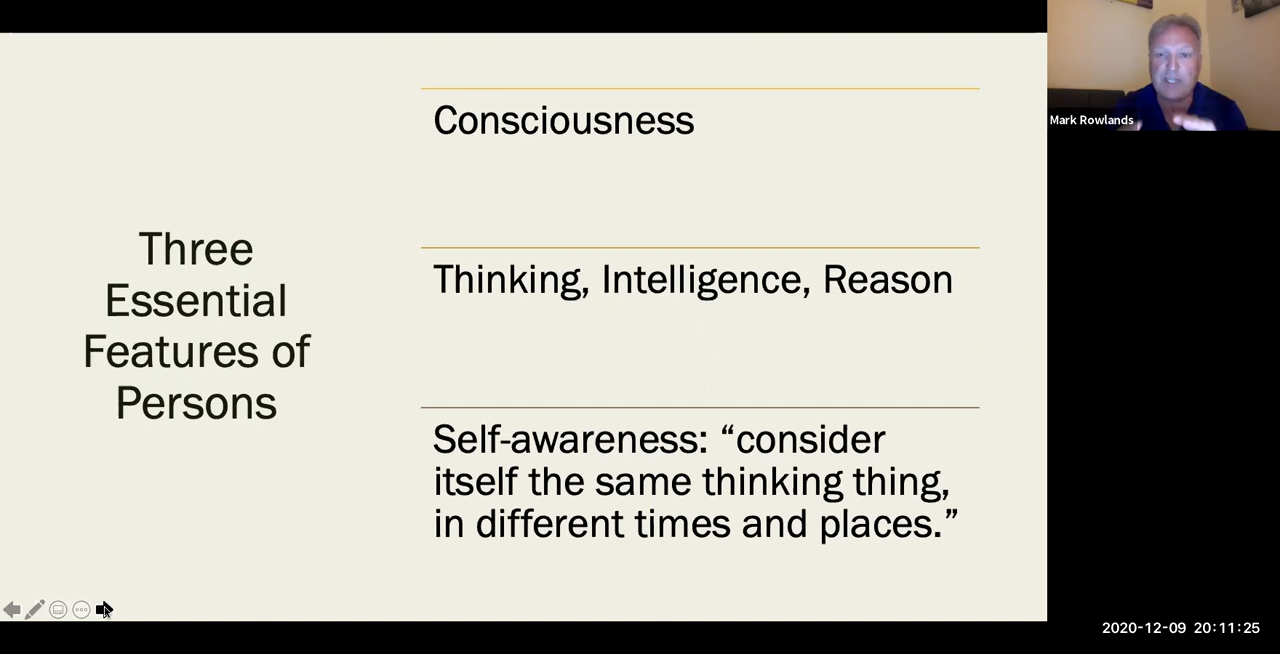 Three
Essential
Features of
Persons
Consciousness
Thinking, Intelligence, Reason
Self-awareness: “consider
itself the same thinking thing,
in different times and places.”
Mark Rowlands
2020-12-09 20:11:25